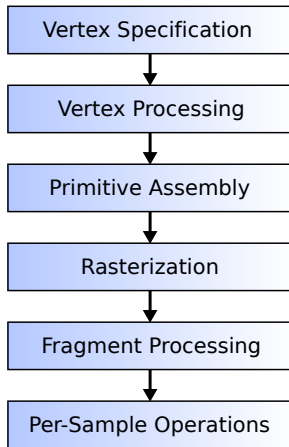 Vertex Specification
Vertex Processing
Primitive Assembly
Rasterization
Fragment Processing
Per-Sample Operations